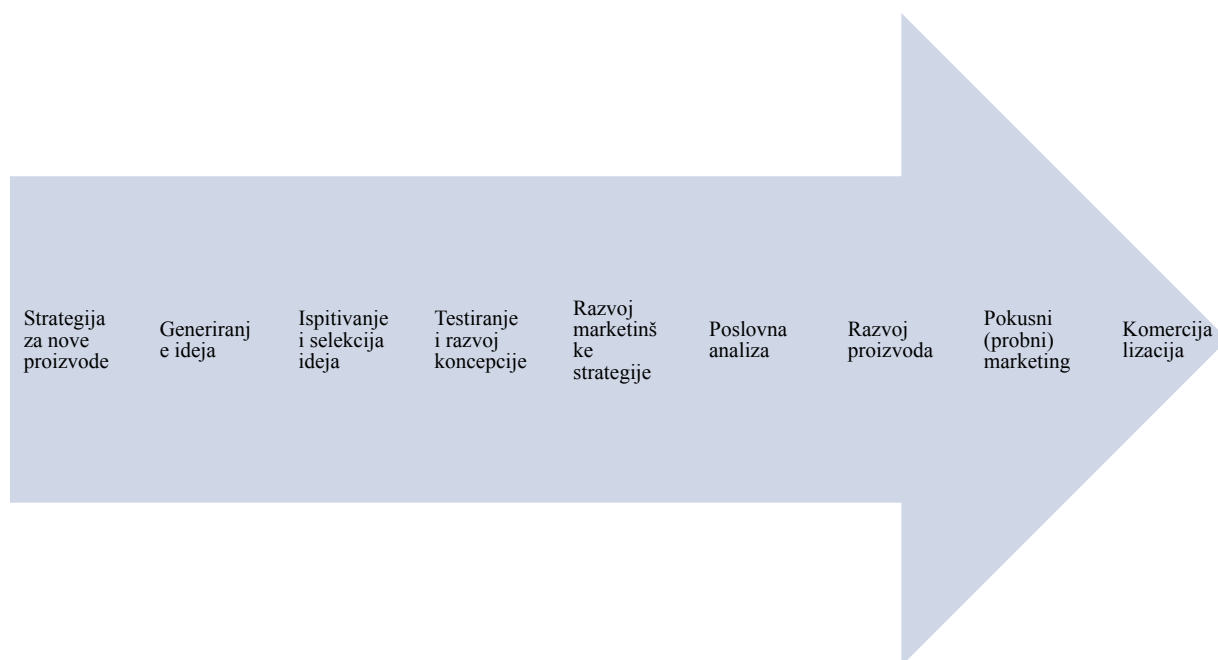 Strategija
za nove
proizvode
Generiranj
e ideja
Ispitivanje
i selekcija
ideja
Testiranje
i razvoj
koncepcije
Razvoj
marketinš
ke
strategije
Poslovna
analiza
Razvoj
proizvoda
Pokusni
(probni)
marketing
Komercija
lizacija